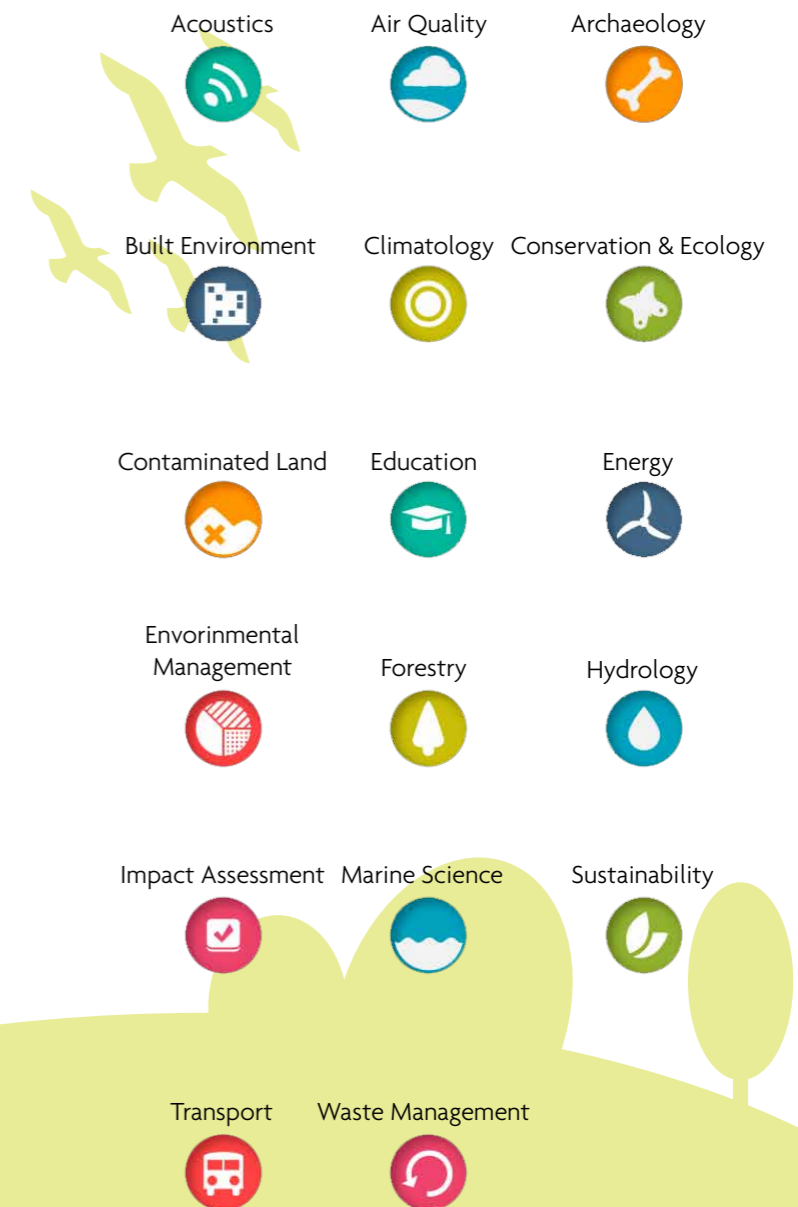 Acoustics
Air Quality
Archaeology
Built Environment
Climatology
Conservation & Ecology
Contaminated Land
Education
Energy
Envorinmental
Management
Forestry
Hydrology
Impact Assessment
Marine Science
Sustainability
Transport
Waste Management